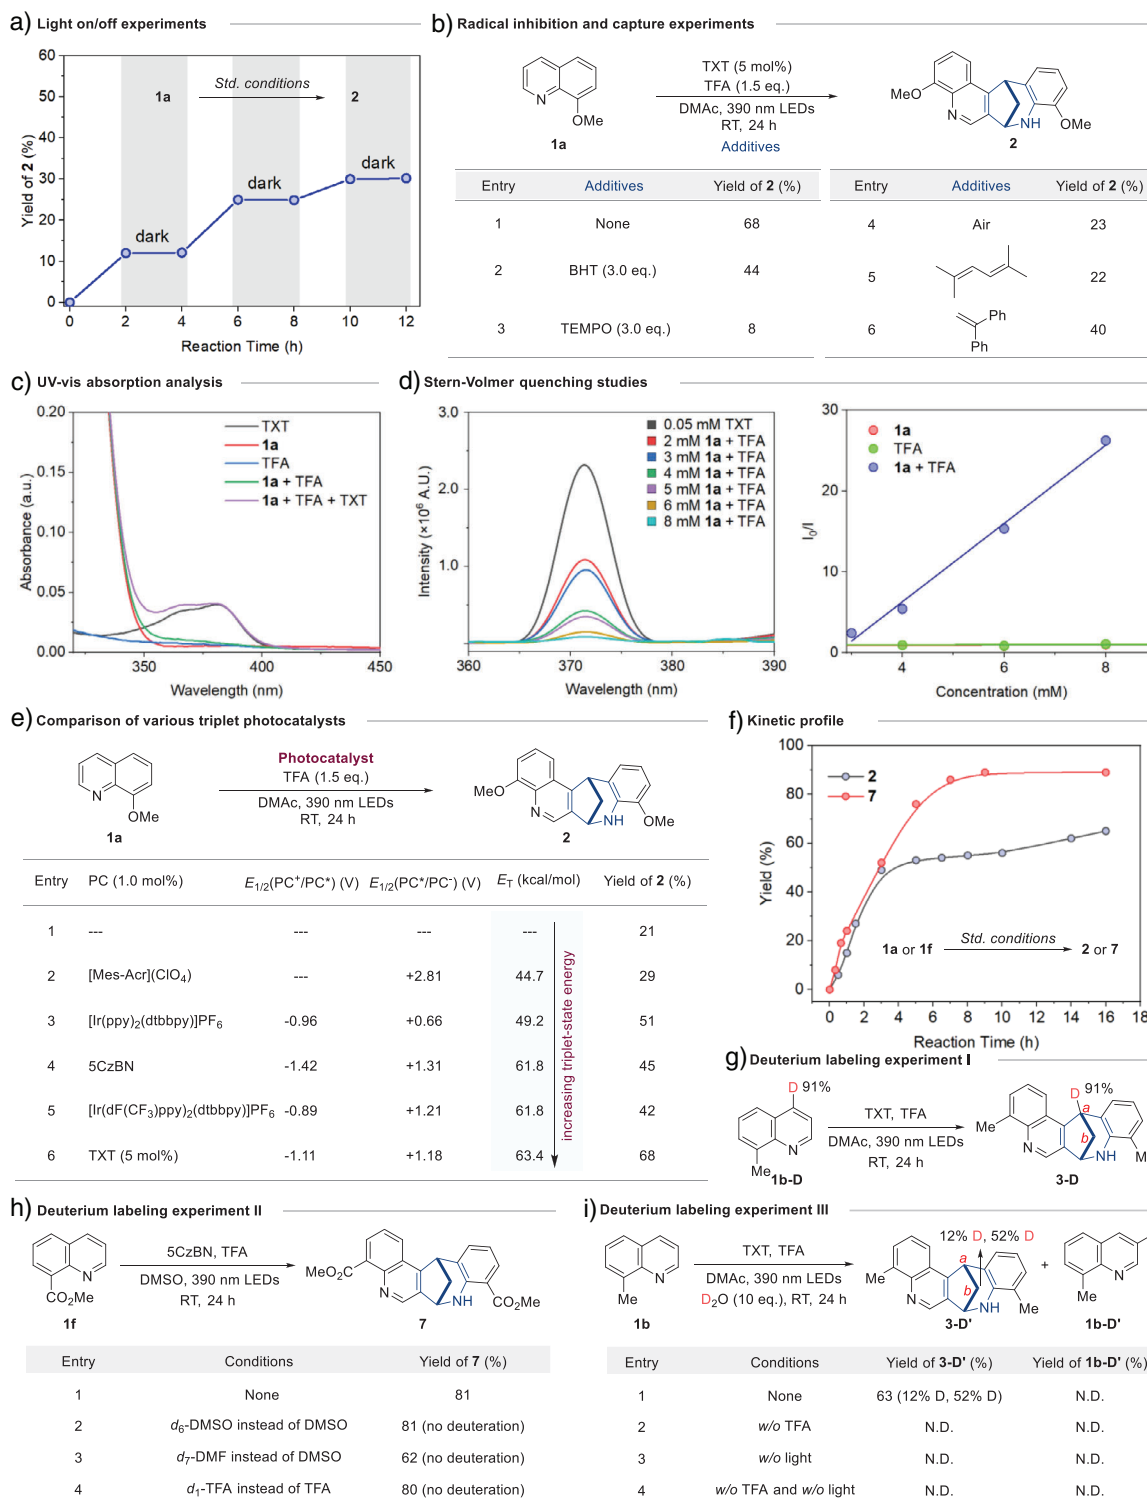 a) Light on/off experiments
60
50
40
30
20
10
0
Yield of 2 (%)
1a
Std. conditions
2
dark
dark
dark
0 2 4 6 8 10 12
Reaction Time (h)
b) Radical inhibition and capture experiments
N
OMe
1a
TXT (5 mol%)
TFA (1.5 eq.)
DMAc, 390 nm LEDs
RT, 24 h
Additives
MeO
N
NH
OMe
2
Entry Additives Yield of 2 (%)
1 None 68
2 BHT (3.0 eq.) 44
3 TEMPO (3.0 eq.) 8
Entry Additives Yield of 2 (%)
4 Air 23
5 22
6 Ph Ph 40
c) UV-vis absorption analysis
0.20
0.15
0.10
0.05
0.00
Absorbance (a.u.)
TXT
1a
TFA
1a + TFA
1a + TFA + TXT
350 400 450
Wavelength (nm)
d) Stern-Volmer quenching studies
3.0
2.0
1.0
Intensity (×10⁶ A.U.)
0.05 mM TXT
2 mM 1a + TFA
3 mM 1a + TFA
4 mM 1a + TFA
5 mM 1a + TFA
6 mM 1a + TFA
8 mM 1a + TFA
360 370 380 390
Wavelength (nm)
30
20
10
0
I₀/I
1a
TFA
1a + TFA
4 6 8
Concentration (mM)
e) Comparison of various triplet photocatalysts
N
OMe
1a
Photocatalyst
TFA (1.5 eq.)
DMAc, 390 nm LEDs
RT, 24 h
MeO
N
NH
OMe
2
Entry PC (1.0 mol%) E1/2(PC⁺/PC*) (V) E1/2(PC*/PC⁻) (V) ET (kcal/mol) Yield of 2 (%)
1 --- --- --- --- 21
2 [Mes-Acr](ClO₄) --- +2.81 44.7 29
3 [Ir(ppy)₂(dtbbpy)]PF₆ -0.96 +0.66 49.2 51
4 5CzBN -1.42 +1.31 61.8 45
5 [Ir(dF(CF₃)ppy)₂(dtbbpy)]PF₆ -0.89 +1.21 61.8 42
6 TXT (5 mol%) -1.11 +1.18 63.4 68
increasing triplet-state energy
f) Kinetic profile
100
80
60
40
20
0
Yield (%)
2
7
1a or 1f
Std. conditions
2 or 7
0 2 4 6 8 10 12 14 16 18
Reaction Time (h)
g) Deuterium labeling experiment I
D 91%
N
Me
1b-D
TXT, TFA
DMAc, 390 nm LEDs
RT, 24 h
D 91%
a
b
Me
N
NH
3-D
h) Deuterium labeling experiment II
N
CO₂Me
1f
5CzBN, TFA
DMSO, 390 nm LEDs
RT, 24 h
MeO₂C
N
NH
CO₂Me
7
Entry Conditions Yield of 7 (%)
1 None 81
2 d₆-DMSO instead of DMSO 81 (no deuteration)
3 d₇-DMF instead of DMSO 62 (no deuteration)
4 d₁-TFA instead of TFA 80 (no deuteration)
i) Deuterium labeling experiment III
N
Me
1b
TXT, TFA
DMAc, 390 nm LEDs
D₂O (10 eq.), RT, 24 h
12% D, 52% D
a
b
Me
N
NH
Me
3-D'
+
N
Me
1b-D'
Entry Conditions Yield of 3-D' (%) Yield of 1b-D' (%)
1 None 63 (12% D, 52% D) N.D.
2 w/o TFA N.D. N.D.
3 w/o light N.D. N.D.
4 w/o TFA and w/o light N.D. N.D.